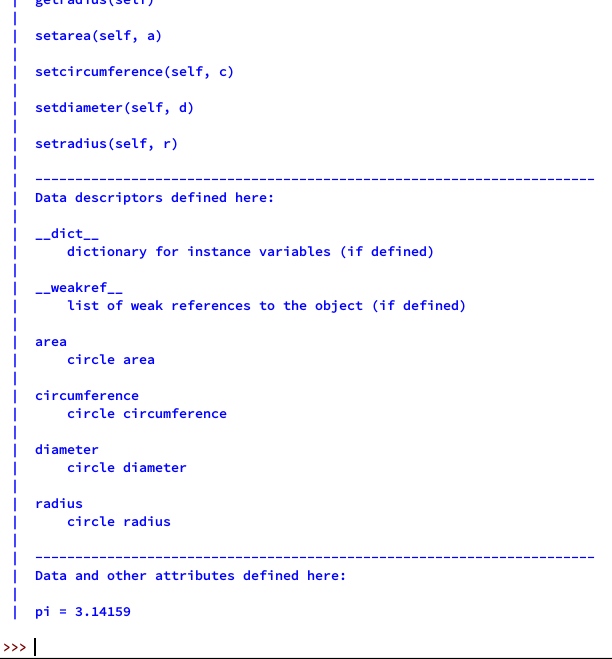 getradius(self)
|
| setarea(self, a)
|
| setcircumference(self, c)
|
| setdiameter(self, d)
|
| setradius(self, r)
|
| ----------------------------------------------------------------------
| Data descriptors defined here:
|
| __dict__
|     dictionary for instance variables (if defined)
|
| __weakref__
|     list of weak references to the object (if defined)
|
| area
|     circle area
|
| circumference
|     circle circumference
|
| diameter
|     circle diameter
|
| radius
|     circle radius
|
| ----------------------------------------------------------------------
| Data and other attributes defined here:
|
| pi = 3.14159
>>>